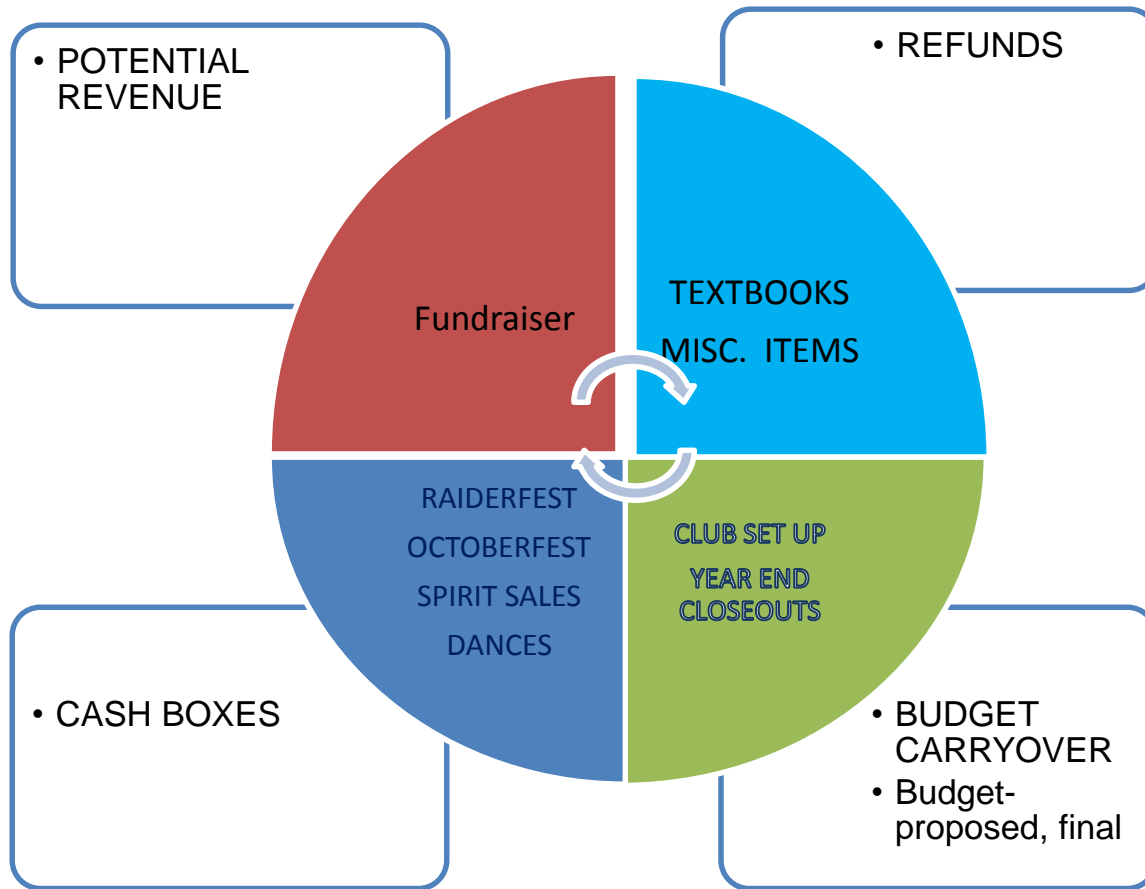 • POTENTIAL
REVENUE
• REFUNDS
Fundraiser
TEXTBOOKS
MISC.  ITEMS
RAIDERFEST
OCTOBERFEST
SPIRIT SALES
DANCES
CLUB SET UP
YEAR END
CLOSEOUTS
• CASH BOXES
• BUDGET
CARRYOVER
• Budget-
proposed, final